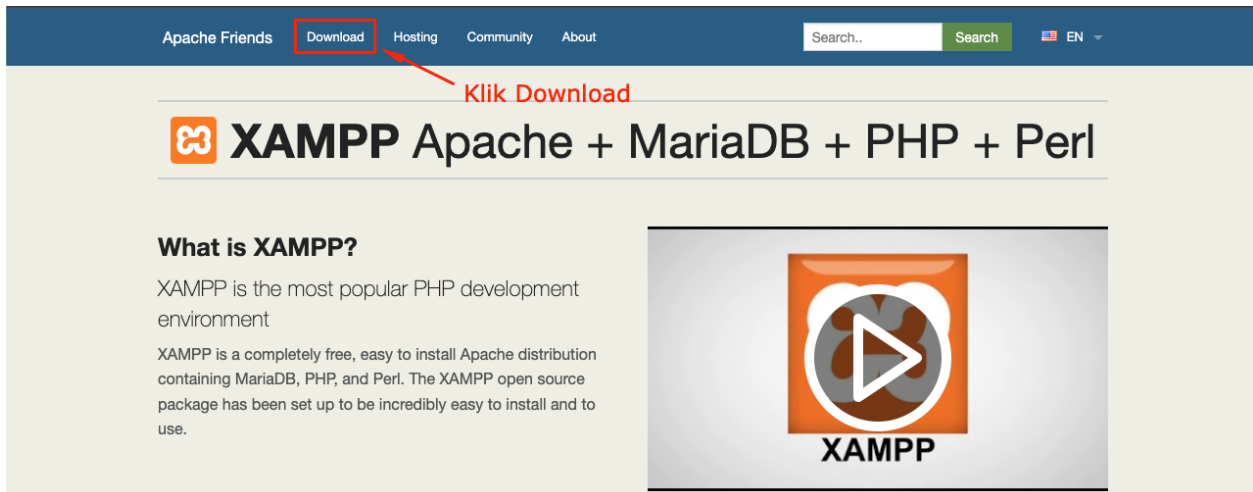 Apache Friends Download Hosting Community About Search.. Search EN
Klik Download
XAMPP Apache + MariaDB + PHP + Perl
What is XAMPP?
XAMPP is the most popular PHP development
environment
XAMPP is a completely free, easy to install Apache distribution
containing MariaDB, PHP, and Perl. The XAMPP open source
package has been set up to be incredibly easy to install and to
use.
XAMPP